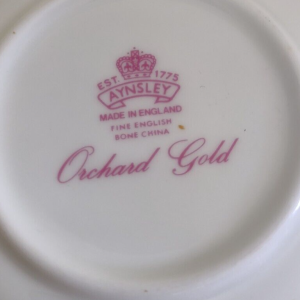 EST. 1775
AYNSLEY
MADE IN ENGLAND
FINE ENGLISH
BONE CHINA
Orchard Gold